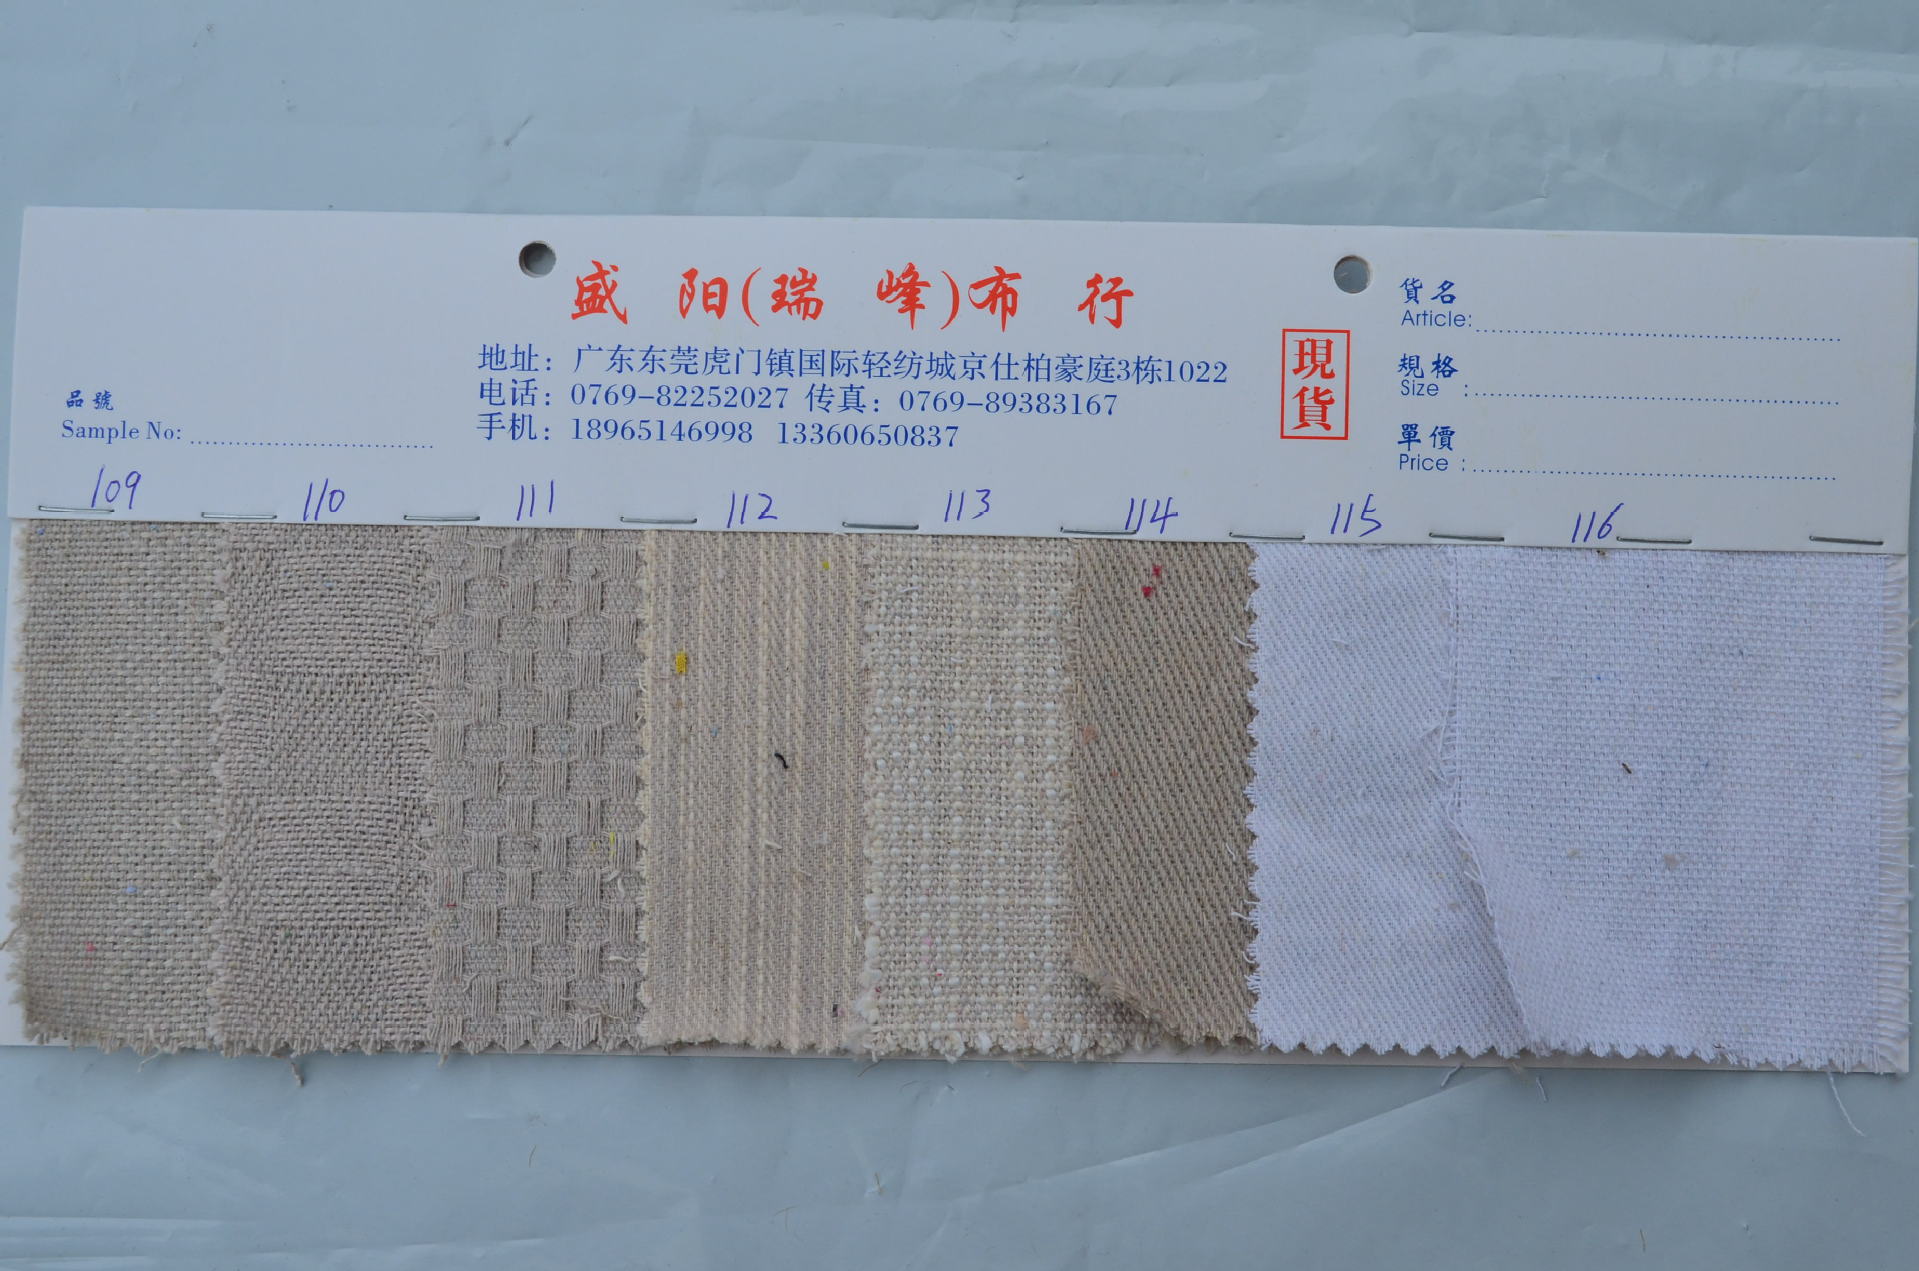 盛 阳(瑞 峰)布 行
地址：广东东莞虎门镇国际轻纺城京仕柏豪庭3栋1022
电话：0769-82252027 传真：0769-89383167
手机：18965146998 13360650837
現貨
貨名
Article:
規格
Size :
單價
Price :
品號
Sample No:
109 110 111 112 113 114 115 116